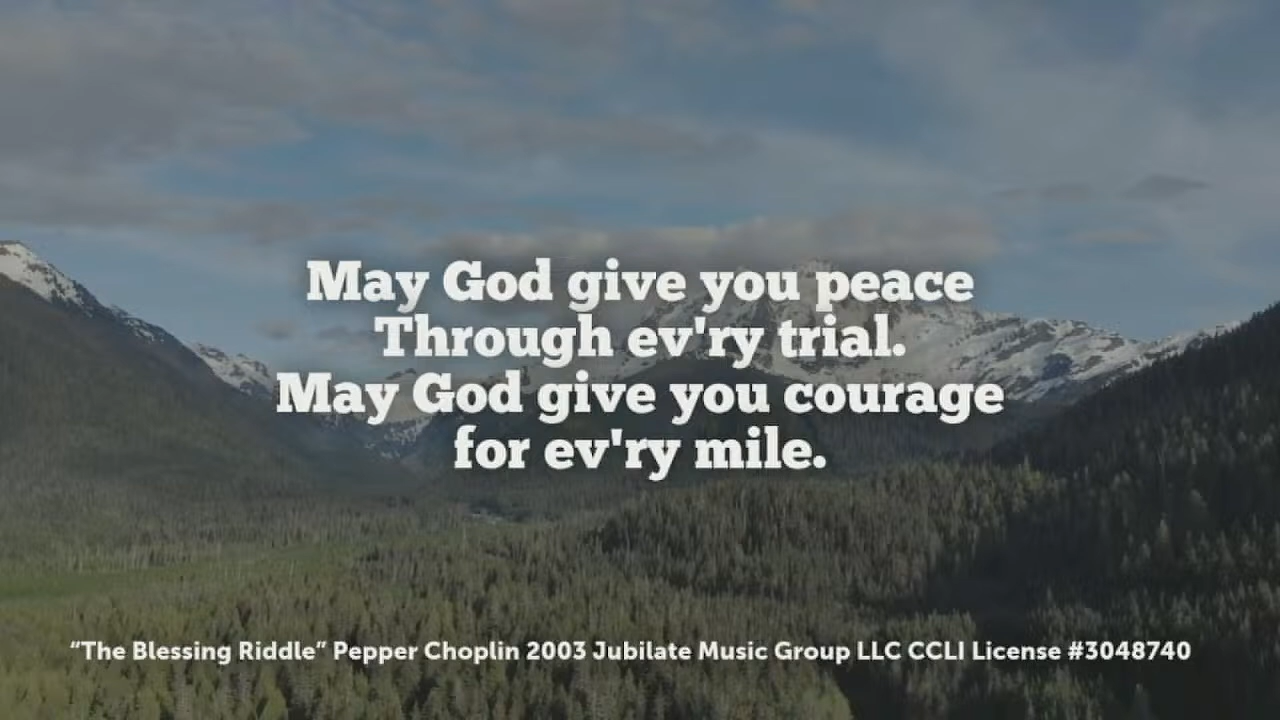 May God give you peace
Through ev'ry trial.
May God give you courage
for ev'ry mile.
“The Blessing Riddle” Pepper Choplin 2003 Jubilate Music Group LLC CCLI License #3048740